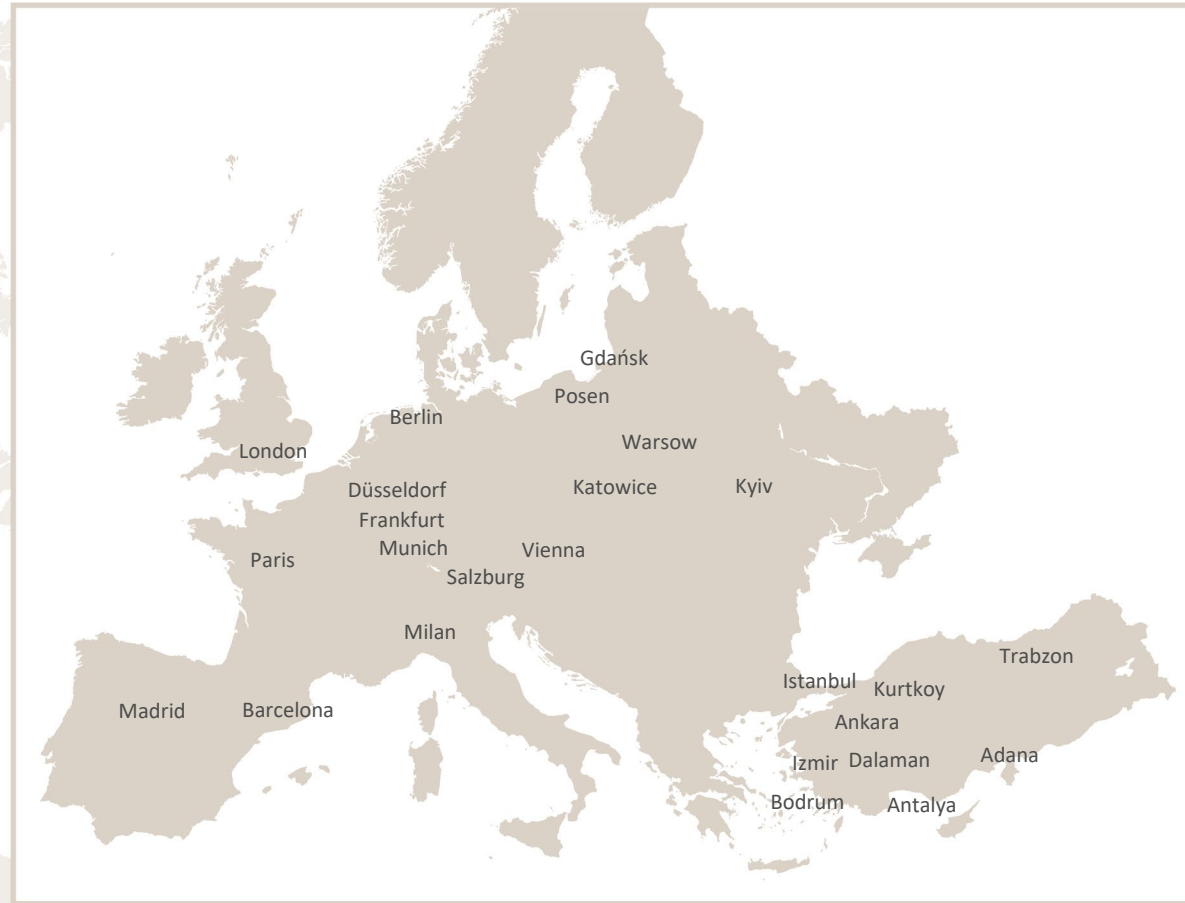 Gdańsk
Posen
Berlin
Warsow
London
Düsseldorf
Katowice
Kyiv
Frankfurt
Munich
Vienna
Paris
Salzburg
Milan
Trabzon
Istanbul
Kurtkoy
Madrid
Barcelona
Ankara
Adana
Izmir
Dalaman
Bodrum
Antalya